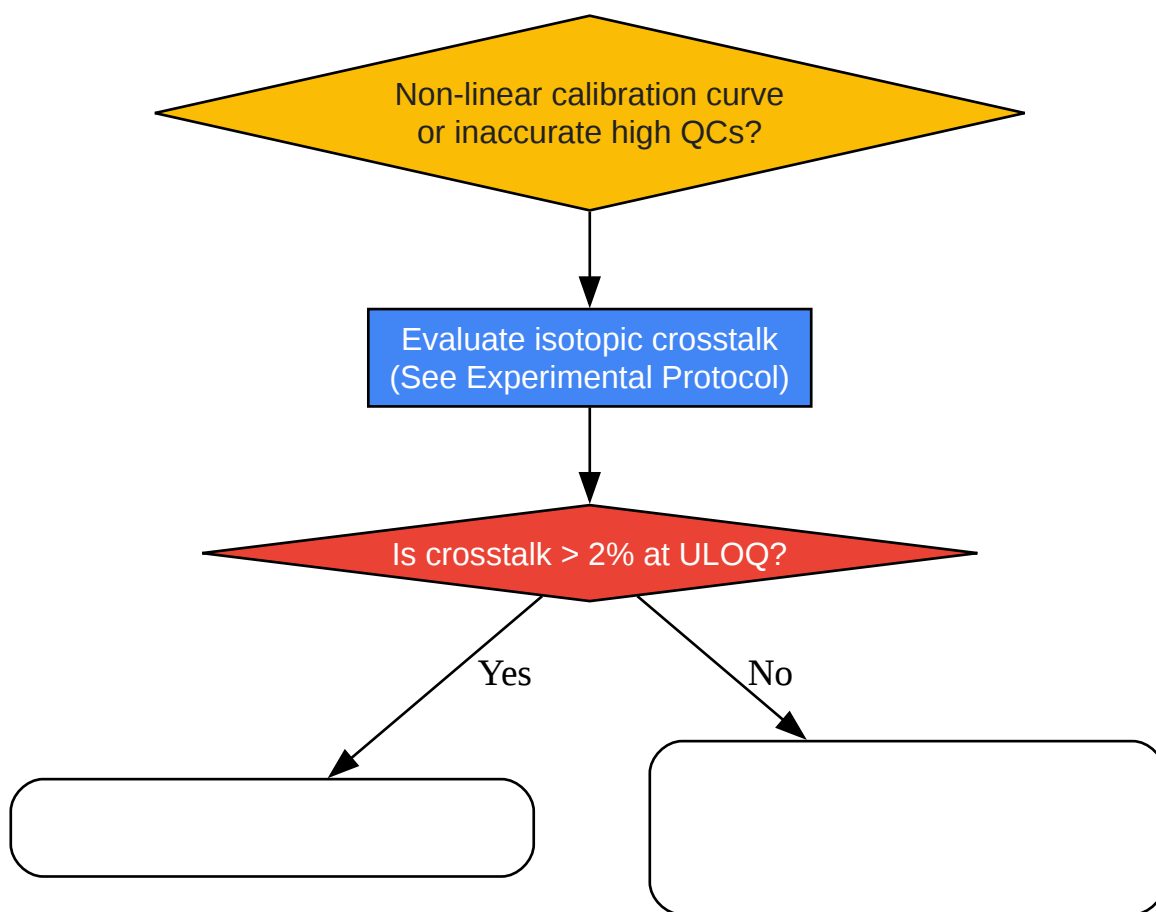 Non-linear calibration curve
or inaccurate high QCs?
Evaluate isotopic crosstalk
(See Experimental Protocol)
Is crosstalk > 2% at ULOQ?
Yes
No